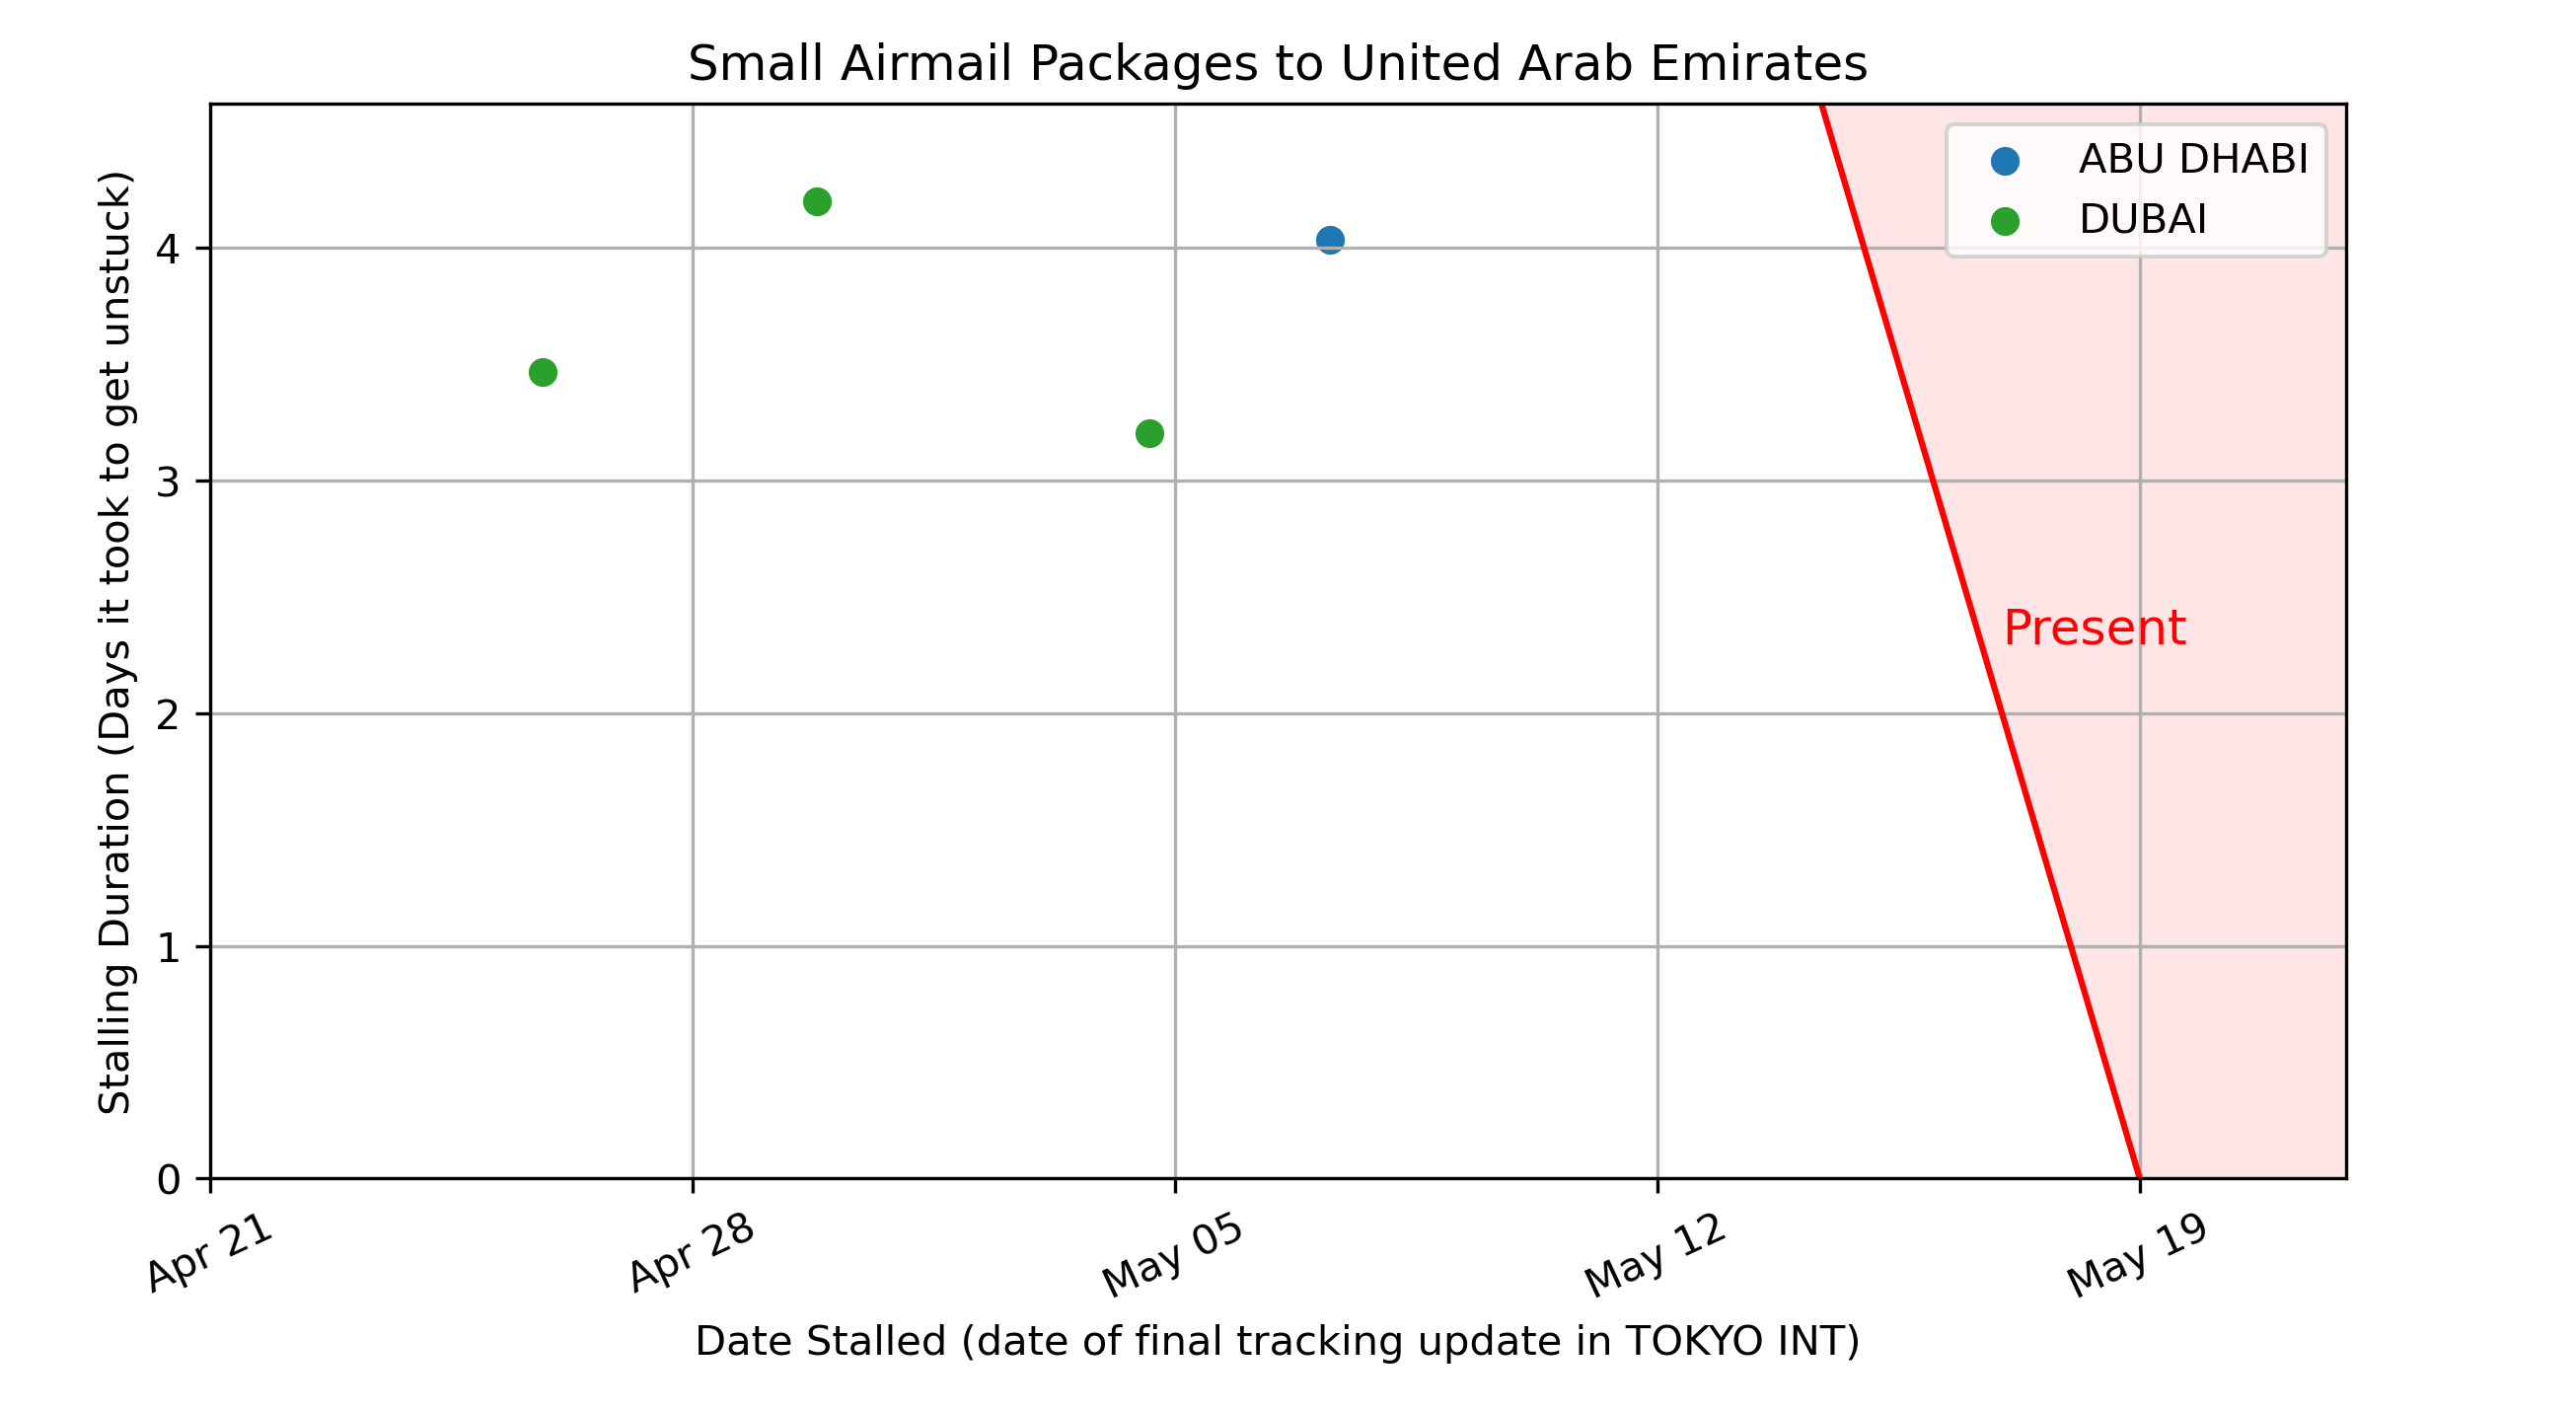 Small Airmail Packages to United Arab Emirates
ABU DHABI
DUBAI
Present
Stalling Duration (Days it took to get unstuck)
4
3
2
1
0
Apr 21
Apr 28
May 05
May 12
May 19
Date Stalled (date of final tracking update in TOKYO INT)